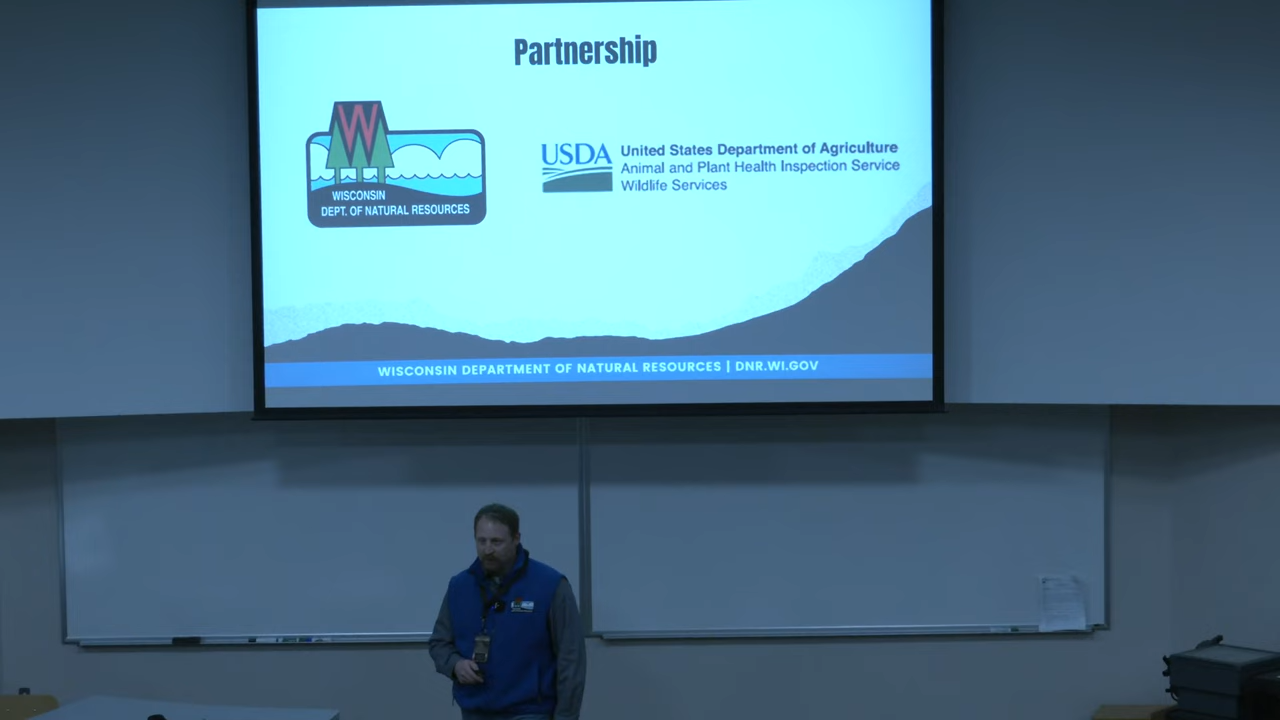 Partnership
W
WISCONSIN
DEPT. OF NATURAL RESOURCES
USDA
United States Department of Agriculture
Animal and Plant Health Inspection Service
Wildlife Services
WISCONSIN DEPARTMENT OF NATURAL RESOURCES | DNR.WI.GOV